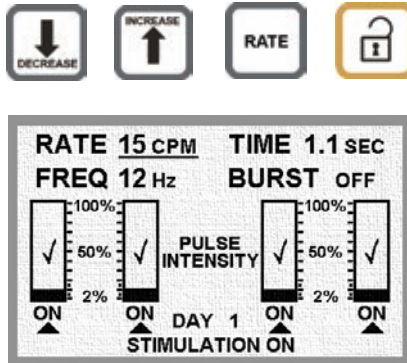 DECREASE
INCREASE
RATE
RATE 15 CPM TIME 1.1 SEC
FREQ 12 Hz BURST OFF
100% 100%
50% PULSE INTENSITY 50%
2% 2%
ON ON DAY 1 ON ON
STIMULATION ON